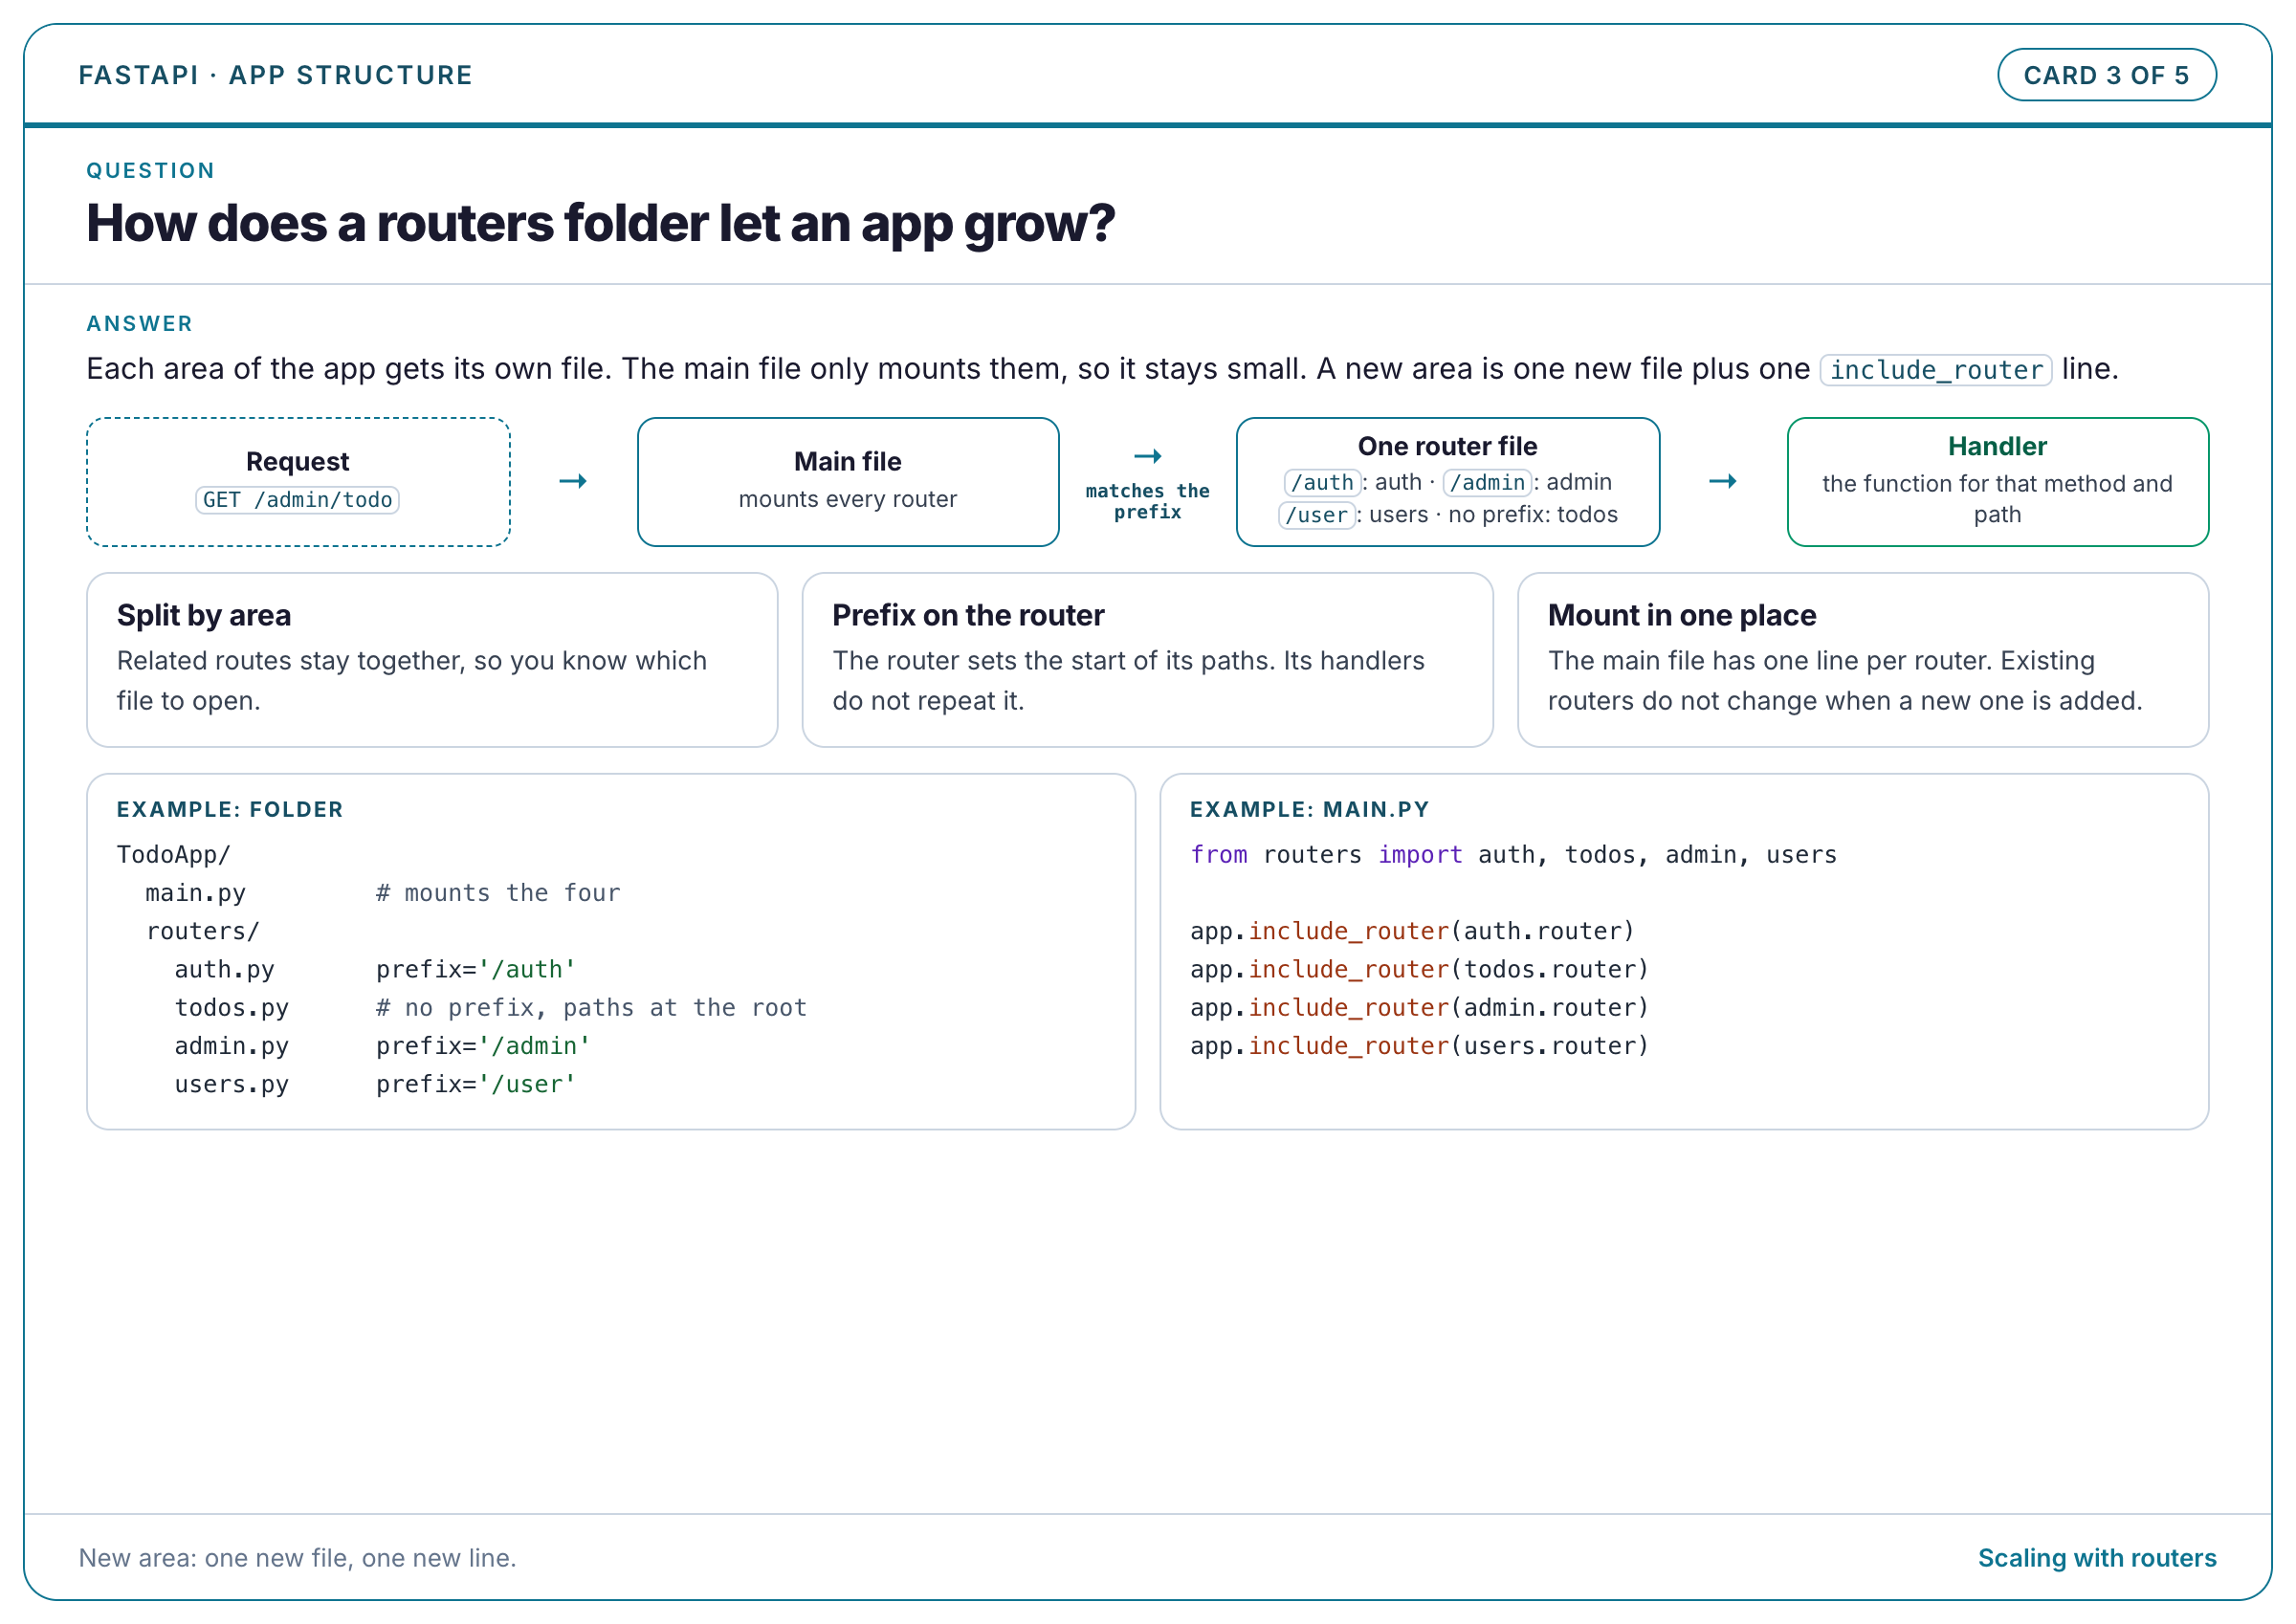 FASTAPI · APP STRUCTURE
CARD 3 OF 5
QUESTION
How does a routers folder let an app grow?
ANSWER
Each area of the app gets its own file. The main file only mounts them, so it stays small. A new area is one new file plus one include_router line.
Request
GET /admin/todo
→
Main file
mounts every router
→
matches the
prefix
One router file
/auth: auth · /admin: admin
/user: users · no prefix: todos
→
Handler
the function for that method and
path
Split by area
Related routes stay together, so you know which
file to open.
Prefix on the router
The router sets the start of its paths. Its handlers
do not repeat it.
Mount in one place
The main file has one line per router. Existing
routers do not change when a new one is added.
EXAMPLE: FOLDER
TodoApp/
  main.py         # mounts the four
  routers/
    auth.py       prefix='/auth'
    todos.py      # no prefix, paths at the root
    admin.py      prefix='/admin'
    users.py      prefix='/user'
EXAMPLE: MAIN.PY
from routers import auth, todos, admin, users
app.include_router(auth.router)
app.include_router(todos.router)
app.include_router(admin.router)
app.include_router(users.router)
New area: one new file, one new line.
Scaling with routers